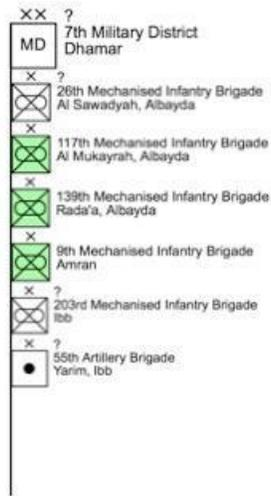 XX ?
MD 7th Military District
Dhamar
X ?
26th Mechanised Infantry Brigade
Al Sawadyah, Albayda
X
117th Mechanised Infantry Brigade
Al Mukayrah, Albayda
X
139th Mechanised Infantry Brigade
Rada'a, Albayda
X
9th Mechanised Infantry Brigade
Amran
X ?
203rd Mechanised Infantry Brigade
Ibb
X ?
55th Artillery Brigade
Yarim, Ibb